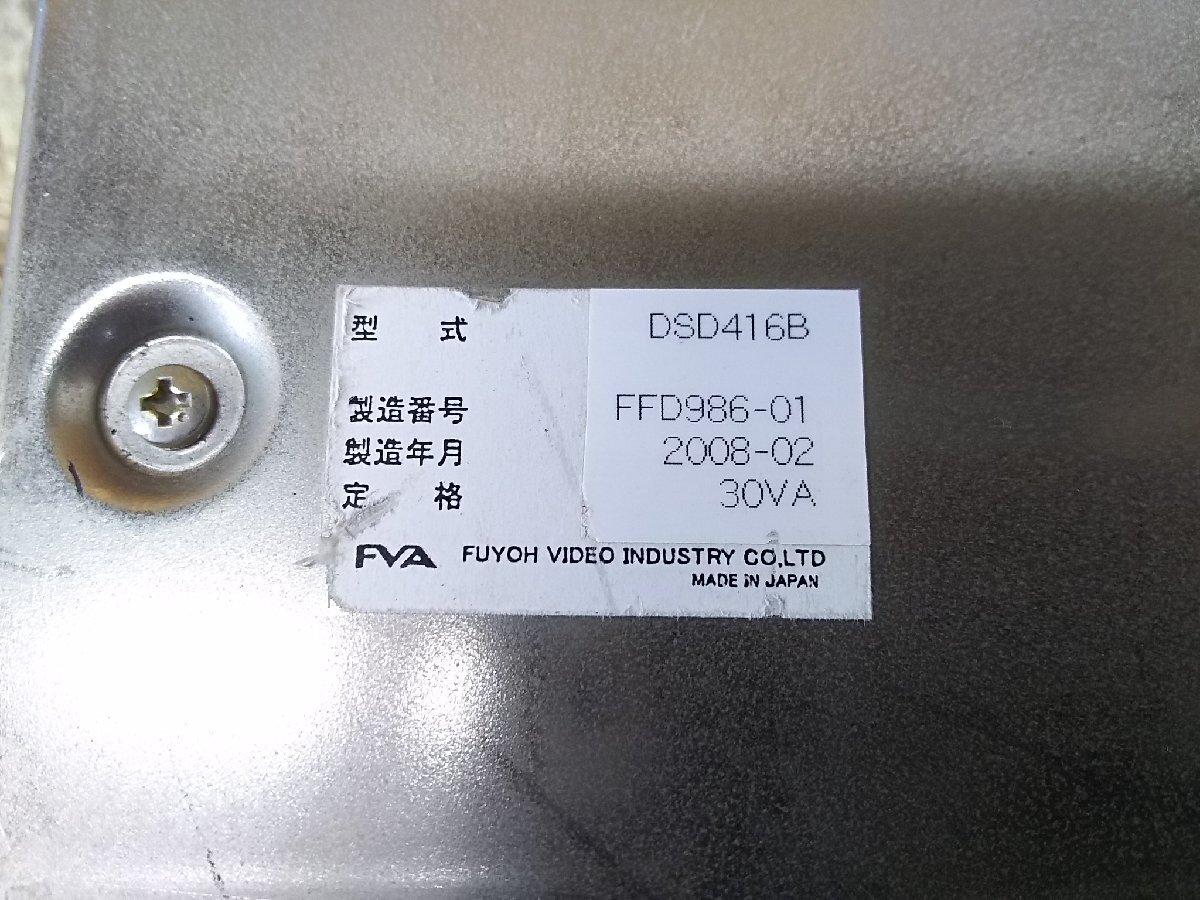 型 式 DSD416B
製造番号 FFD986-01
製造年月 2008-02
定 格 30VA
FVA FUYOH VIDEO INDUSTRY CO,LTD
MADE IN JAPAN